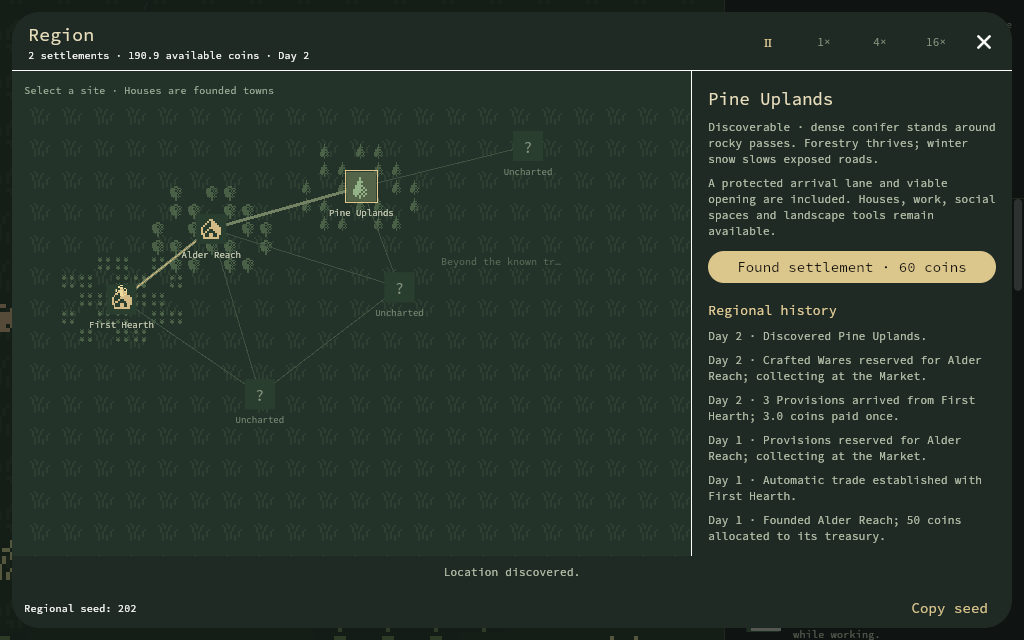 Region
2 settlements · 190.9 available coins · Day 2
1×
4×
16×
Select a site · Houses are founded towns
?
Uncharted
Pine Uplands
Alder Reach
Beyond the known tr…
?
Uncharted
First Hearth
?
Uncharted
Pine Uplands
Discoverable · dense conifer stands around
rocky passes. Forestry thrives; winter
snow slows exposed roads.
A protected arrival lane and viable
opening are included. Houses, work, social
spaces and landscape tools remain
available.
Found settlement · 60 coins
Regional history
Day 2 · Discovered Pine Uplands.
Day 2 · Crafted Wares reserved for Alder
Reach; collecting at the Market.
Day 2 · 3 Provisions arrived from First
Hearth; 3.0 coins paid once.
Day 1 · Provisions reserved for Alder
Reach; collecting at the Market.
Day 1 · Automatic trade established with
First Hearth.
Day 1 · Founded Alder Reach; 50 coins
allocated to its treasury.
Location discovered.
Regional seed: 202
Copy seed
while working.